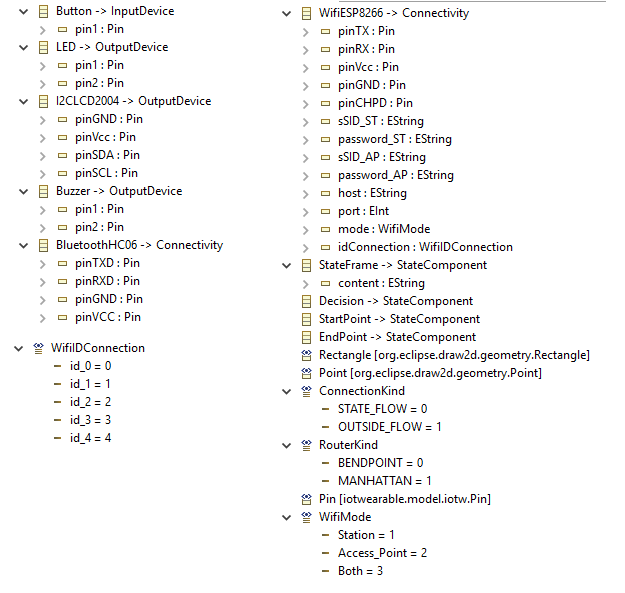 Button -> InputDevice
pin1 : Pin
LED -> OutputDevice
pin1 : Pin
pin2 : Pin
I2CLCD2004 -> OutputDevice
pinGND : Pin
pinVcc : Pin
pinSDA : Pin
pinSCL : Pin
Buzzer -> OutputDevice
pin1 : Pin
pin2 : Pin
BluetoothHC06 -> Connectivity
pinTXD : Pin
pinRXD : Pin
pinGND : Pin
pinVCC : Pin
WifiIDConnection
id_0 = 0
id_1 = 1
id_2 = 2
id_3 = 3
id_4 = 4
WifiESP8266 -> Connectivity
pinTX : Pin
pinRX : Pin
pinVcc : Pin
pinGND : Pin
pinCHPD : Pin
sSID_ST : EString
password_ST : EString
sSID_AP : EString
password_AP : EString
host : EString
port : EInt
mode : WifiMode
idConnection : WifiIDConnection
StateFrame -> StateComponent
content : EString
Decision -> StateComponent
StartPoint -> StateComponent
EndPoint -> StateComponent
Rectangle [org.eclipse.draw2d.geometry.Rectangle]
Point [org.eclipse.draw2d.geometry.Point]
ConnectionKind
STATE_FLOW = 0
OUTSIDE_FLOW = 1
RouterKind
BENDPOINT = 0
MANHATTAN = 1
Pin [iotwearable.model.iotw.Pin]
WifiMode
Station = 1
Access_Point = 2
Both = 3